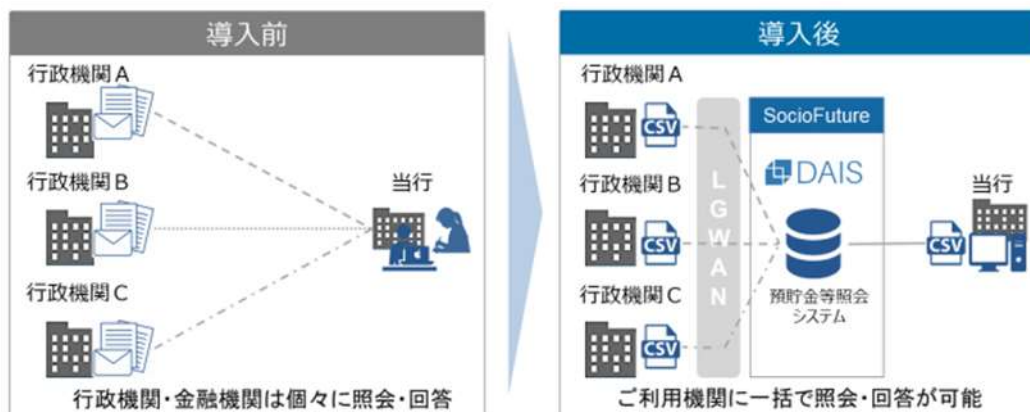 導入前
行政機関A
行政機関B
当行
行政機関C
行政機関・金融機関は個々に照会・回答
導入後
行政機関A
CSV
SocioFuture
DAIS
行政機関B
CSV
LGWAN
当行
CSV
行政機関C
CSV
預貯金等照会
システム
ご利用機関に一括で照会・回答が可能